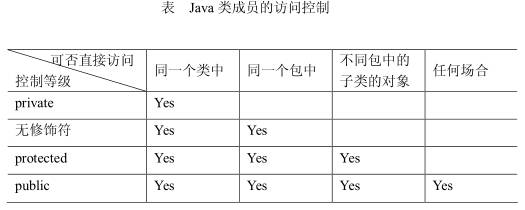 表 Java 类成员的访问控制
可否直接访问
控制等级
同一个类中
同一个包中
不同包中的
子类的对象
任何场合
private Yes
无修饰符 Yes Yes
protected Yes Yes Yes
public Yes Yes Yes Yes